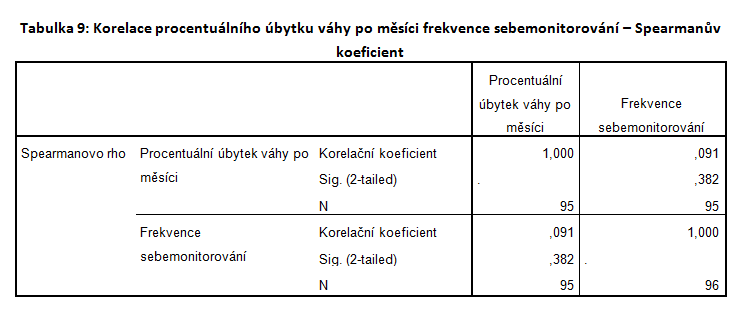 Tabulka 9: Korelace procentuálního úbytku váhy po měsíci frekvence sebemonitorování – Spearmanův
koeficient
Procentuální
úbytek váhy po
měsíci
Frekvence
sebemonitorování
Spearmanovo rho
Procentuální úbytek váhy po
měsíci
Korelační koeficient 1,000 ,091
Sig. (2-tailed) . ,382
N 95 95
Frekvence
sebemonitorování
Korelační koeficient ,091 1,000
Sig. (2-tailed) ,382 .
N 95 96